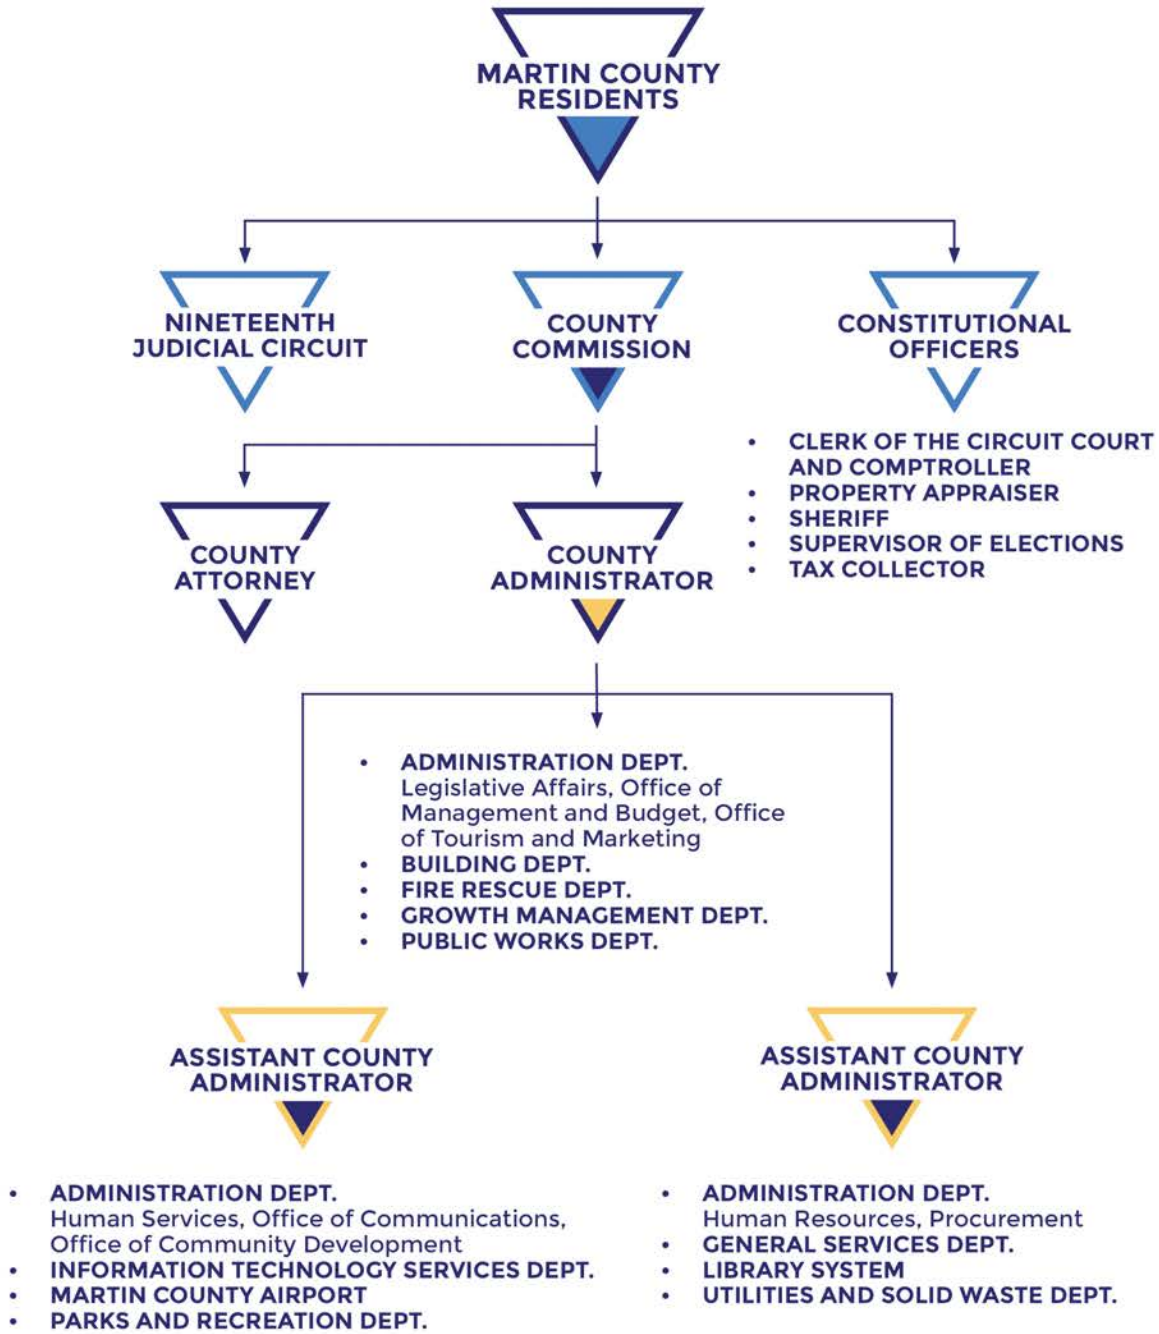 MARTIN COUNTY
RESIDENTS
NINETEENTH
JUDICIAL CIRCUIT
COUNTY
COMMISSION
CONSTITUTIONAL
OFFICERS
• CLERK OF THE CIRCUIT COURT
AND COMPTROLLER
• PROPERTY APPRAISER
• SHERIFF
• SUPERVISOR OF ELECTIONS
• TAX COLLECTOR
COUNTY
ATTORNEY
COUNTY
ADMINISTRATOR
• ADMINISTRATION DEPT.
Legislative Affairs, Office of
Management and Budget, Office
of Tourism and Marketing
• BUILDING DEPT.
• FIRE RESCUE DEPT.
• GROWTH MANAGEMENT DEPT.
• PUBLIC WORKS DEPT.
ASSISTANT COUNTY
ADMINISTRATOR
• ADMINISTRATION DEPT.
Human Services, Office of Communications,
Office of Community Development
• INFORMATION TECHNOLOGY SERVICES DEPT.
• MARTIN COUNTY AIRPORT
• PARKS AND RECREATION DEPT.
ASSISTANT COUNTY
ADMINISTRATOR
• ADMINISTRATION DEPT.
Human Resources, Procurement
• GENERAL SERVICES DEPT.
• LIBRARY SYSTEM
• UTILITIES AND SOLID WASTE DEPT.